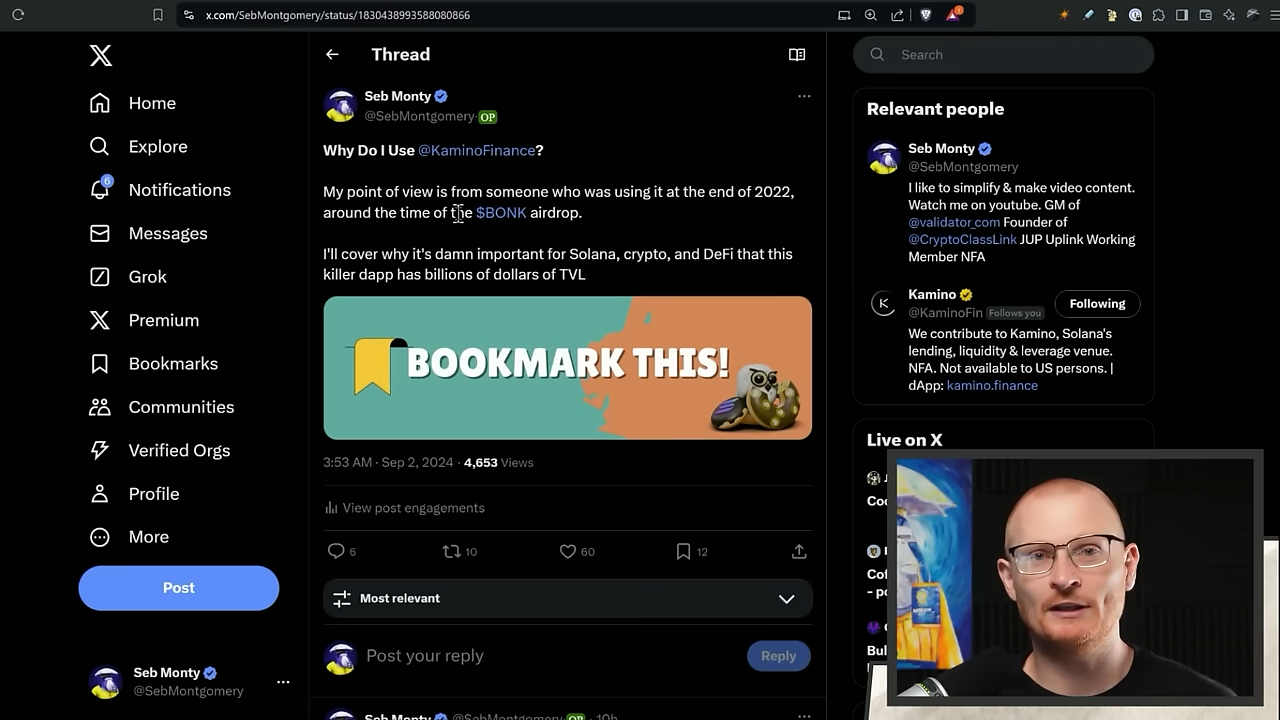 x.com/SebMontgomery/status/1830438993588080866
Home
Explore
6
Notifications
Messages
Grok
Premium
Bookmarks
Communities
Verified Orgs
Profile
More
Post
Seb Monty
@SebMontgomery
Thread
Seb Monty
@SebMontgomery OP
Why Do I Use @KaminoFinance?
My point of view is from someone who was using it at the end of 2022,
around the time of the $BONK airdrop.
I'll cover why it's damn important for Solana, crypto, and DeFi that this
killer dapp has billions of dollars of TVL
BOOKMARK THIS!
3:53 AM · Sep 2, 2024 · 4,653 Views
View post engagements
6
10
60
12
Most relevant
Post your reply
Reply
Seb Monty @SebMontgomery OP · 10h
Search
Relevant people
Seb Monty
@SebMontgomery
I like to simplify & make video content.
Watch me on youtube. GM of
@validator_com Founder of
@CryptoClassLink JUP Uplink Working
Member NFA
Kamino
@KaminoFin Follows you
Following
We contribute to Kamino, Solana's
lending, liquidity & leverage venue.
NFA. Not available to US persons. |
dApp: kamino.finance
Live on X